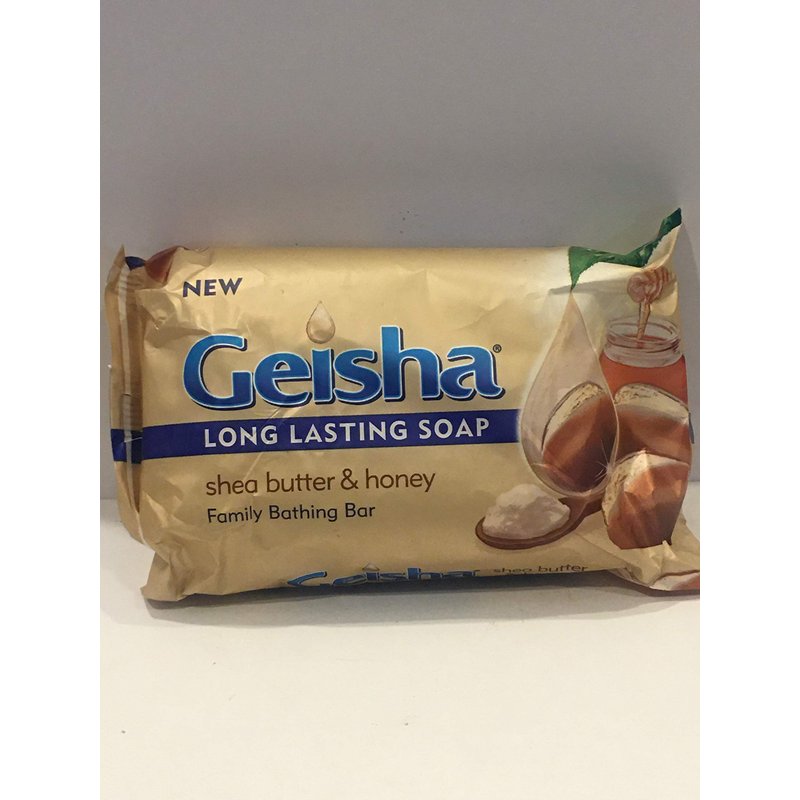 NEW
Geisha®
LONG LASTING SOAP
shea butter & honey
Family Bathing Bar
Geisha shea butter